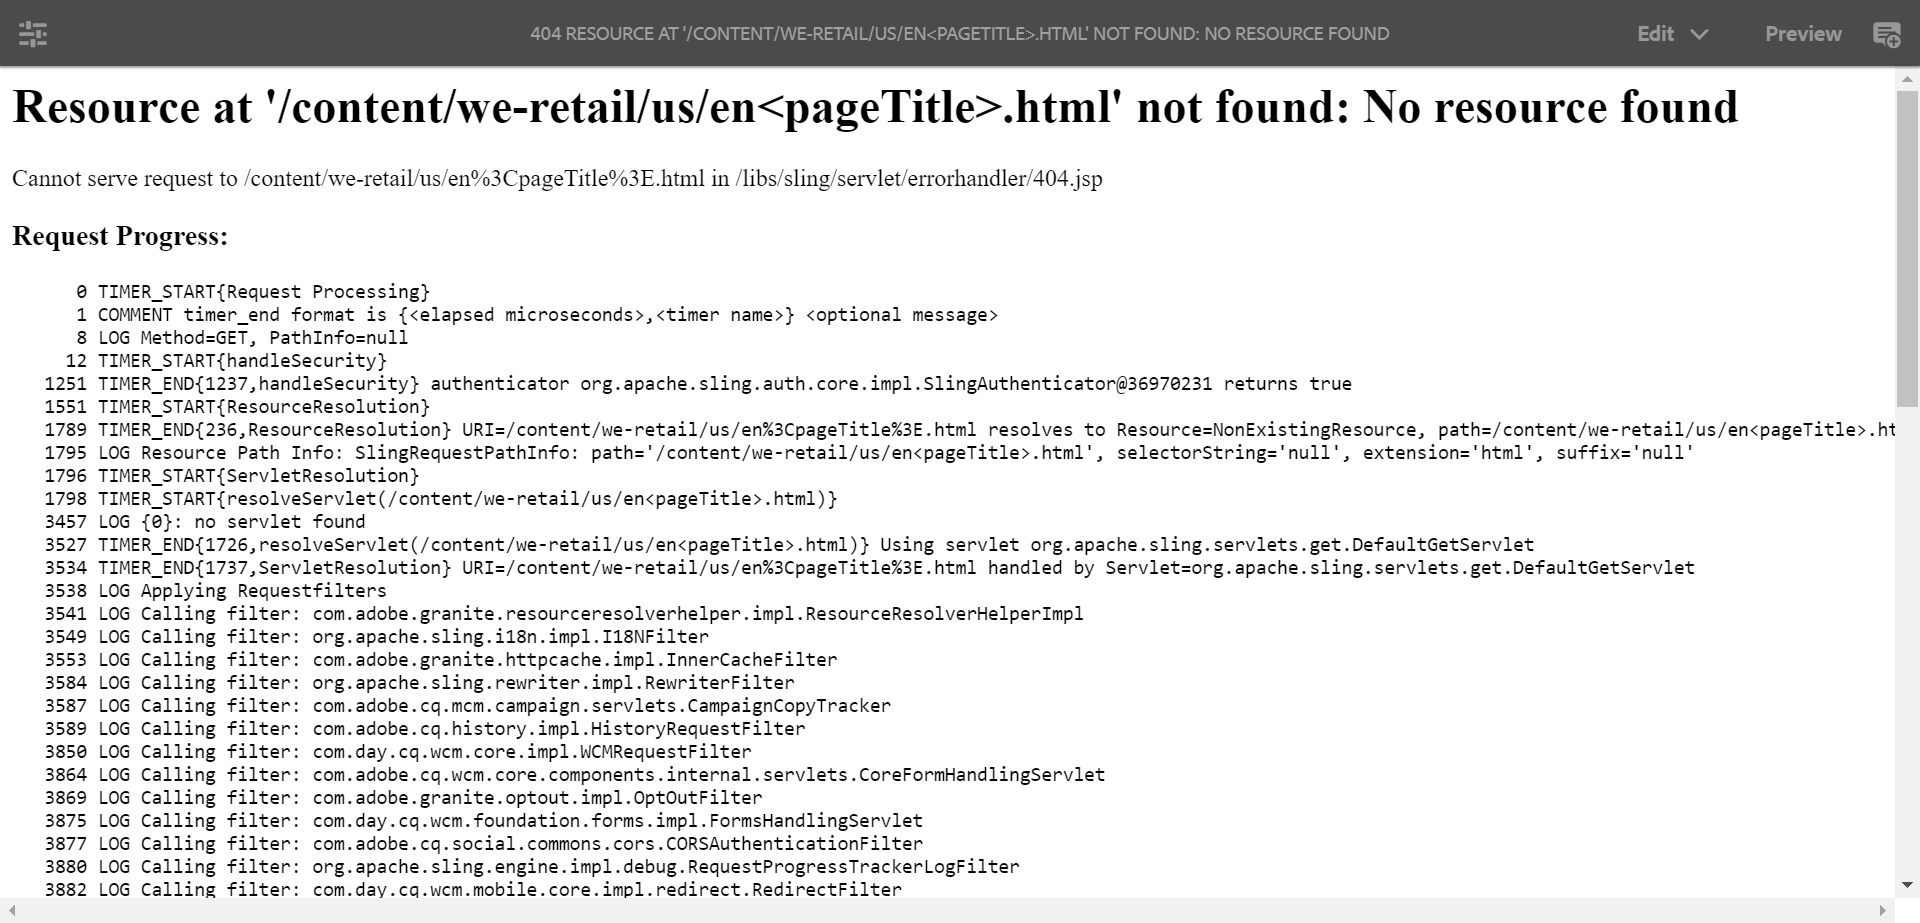 404 RESOURCE AT '/CONTENT/WE-RETAIL/US/EN<PAGETITLE>.HTML' NOT FOUND: NO RESOURCE FOUND
Edit
Preview
Resource at '/content/we-retail/us/en<pageTitle>.html' not found: No resource found
Cannot serve request to /content/we-retail/us/en%3CpageTitle%3E.html in /libs/sling/servlet/errorhandler/404.jsp
Request Progress:
0 TIMER_START{Request Processing}
1 COMMENT timer_end format is {<elapsed microseconds>,<timer name>} <optional message>
8 LOG Method=GET, PathInfo=null
12 TIMER_START{handleSecurity}
1251 TIMER_END{1237,handleSecurity} authenticator org.apache.sling.auth.core.impl.SlingAuthenticator@36970231 returns true
1551 TIMER_START{ResourceResolution}
1789 TIMER_END{236,ResourceResolution} URI=/content/we-retail/us/en%3CpageTitle%3E.html resolves to Resource=NonExistingResource, path=/content/we-retail/us/en<pageTitle>.ht
1795 LOG Resource Path Info: SlingRequestPathInfo: path='/content/we-retail/us/en<pageTitle>.html', selectorString='null', extension='html', suffix='null'
1796 TIMER_START{ServletResolution}
1798 TIMER_START{resolveServlet(/content/we-retail/us/en<pageTitle>.html)}
3457 LOG {0}: no servlet found
3527 TIMER_END{1726,resolveServlet(/content/we-retail/us/en<pageTitle>.html)} Using servlet org.apache.sling.servlets.get.DefaultGetServlet
3534 TIMER_END{1737,ServletResolution} URI=/content/we-retail/us/en%3CpageTitle%3E.html handled by Servlet=org.apache.sling.servlets.get.DefaultGetServlet
3538 LOG Applying Requestfilters
3541 LOG Calling filter: com.adobe.granite.resourceresolverhelper.impl.ResourceResolverHelperImpl
3549 LOG Calling filter: org.apache.sling.i18n.impl.I18NFilter
3553 LOG Calling filter: com.adobe.granite.httpcache.impl.InnerCacheFilter
3584 LOG Calling filter: org.apache.sling.rewriter.impl.RewriterFilter
3587 LOG Calling filter: com.adobe.cq.mcm.campaign.servlets.CampaignCopyTracker
3589 LOG Calling filter: com.adobe.cq.history.impl.HistoryRequestFilter
3850 LOG Calling filter: com.day.cq.wcm.core.impl.WCMRequestFilter
3864 LOG Calling filter: com.adobe.cq.wcm.core.components.internal.servlets.CoreFormHandlingServlet
3869 LOG Calling filter: com.adobe.granite.optout.impl.OptOutFilter
3875 LOG Calling filter: com.day.cq.wcm.foundation.forms.impl.FormsHandlingServlet
3877 LOG Calling filter: com.adobe.cq.social.commons.cors.CORSAuthenticationFilter
3880 LOG Calling filter: org.apache.sling.engine.impl.debug.RequestProgressTrackerLogFilter
3882 LOG Calling filter: com.day.cq.wcm.mobile.core.impl.redirect.RedirectFilter